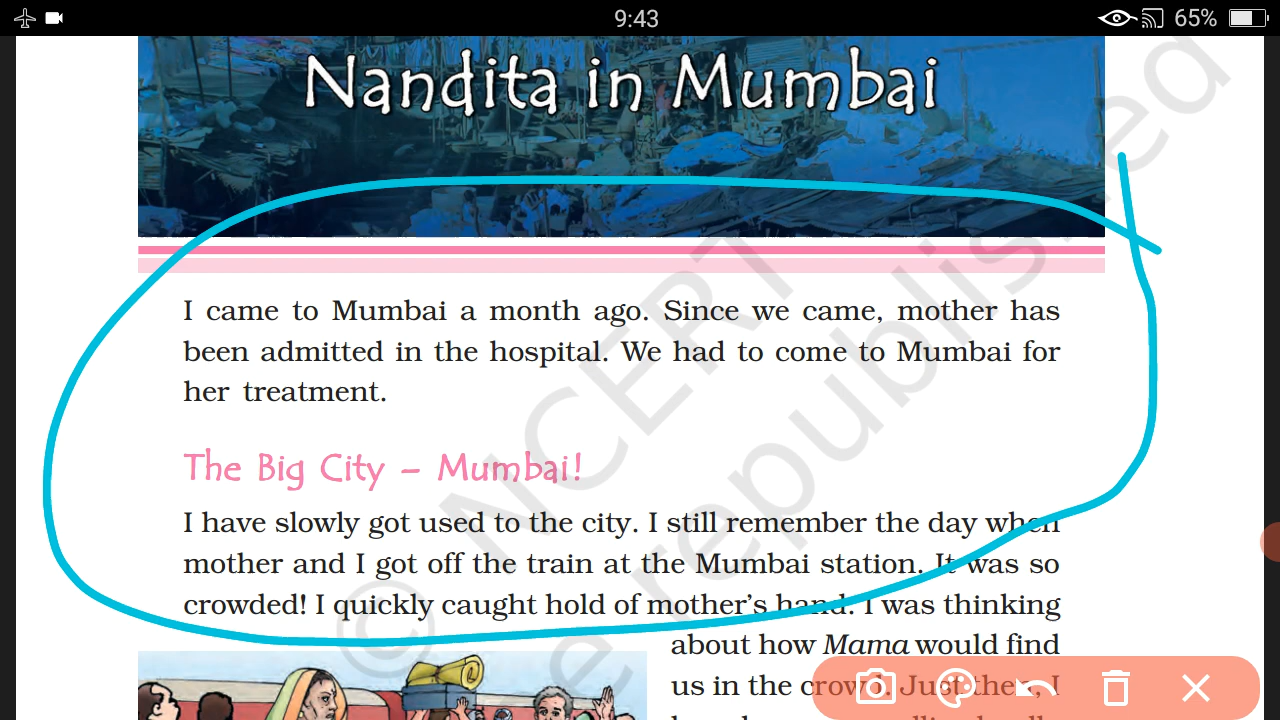 9:43
65%
Nandita in Mumbai
I came to Mumbai a month ago. Since we came, mother has
been admitted in the hospital. We had to come to Mumbai for
her treatment.
The Big City – Mumbai!
I have slowly got used to the city. I still remember the day when
mother and I got off the train at the Mumbai station. It was so
crowded! I quickly caught hold of mother's hand. I was thinking
about how Mama would find
us in the crowd. Just then, I
© NCERT
republished